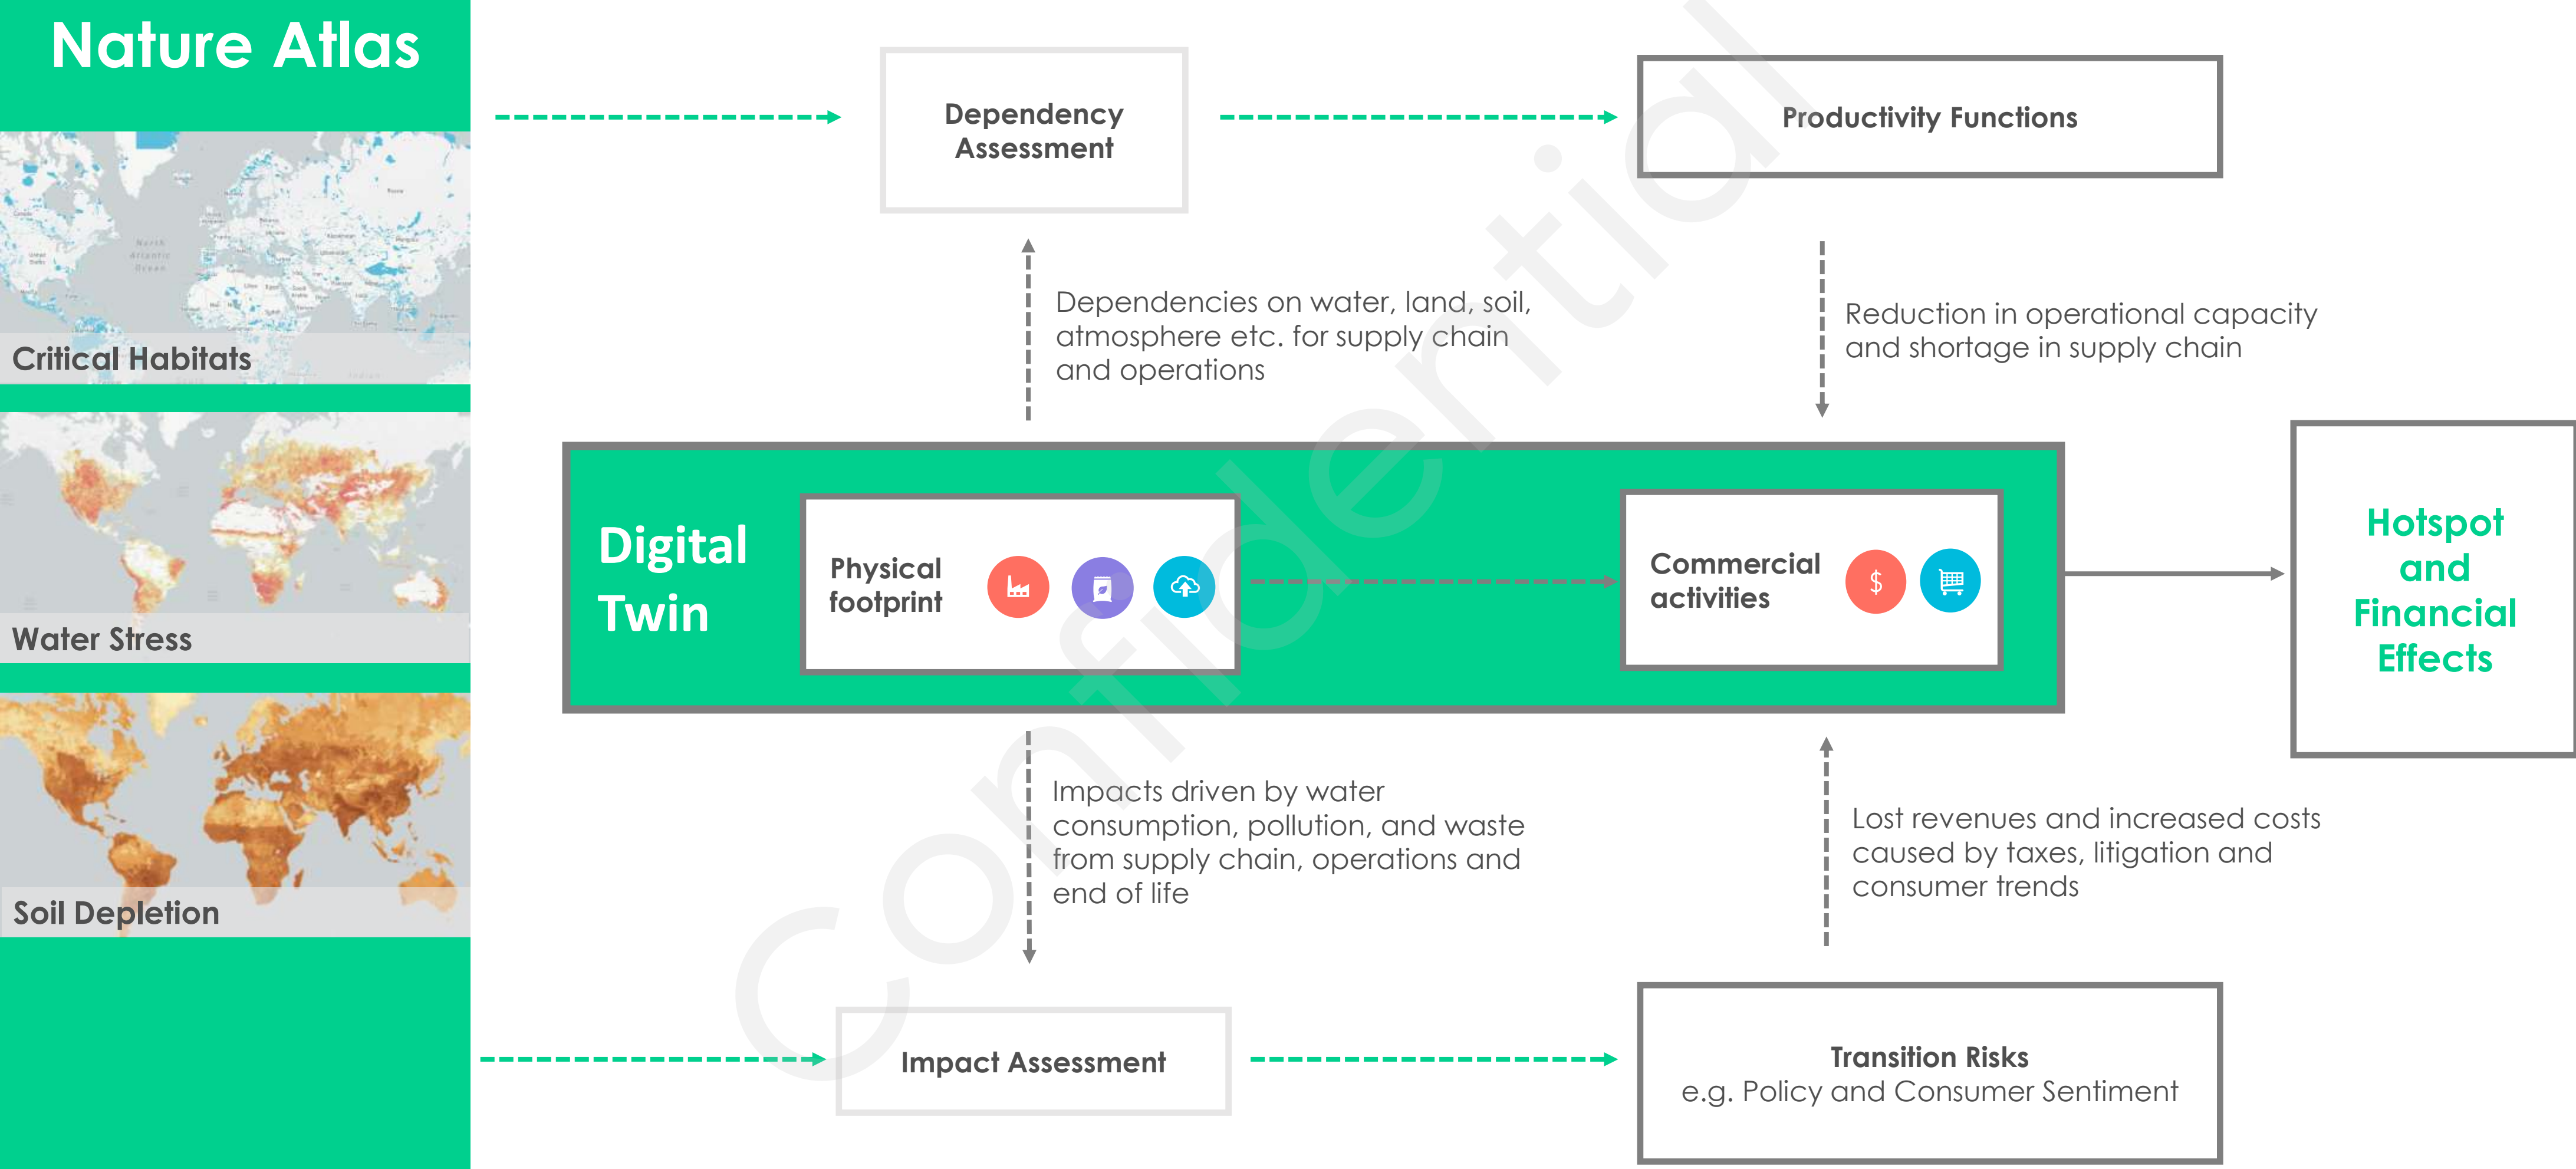 Nature Atlas
Critical Habitats
Water Stress
Soil Depletion
Dependency
Assessment
Productivity Functions
Dependencies on water, land, soil,
atmosphere etc. for supply chain
and operations
Reduction in operational capacity
and shortage in supply chain
Digital
Twin
Physical
footprint
Commercial
activities
$
Hotspot
and
Financial
Effects
Impacts driven by water
consumption, pollution, and waste
from supply chain, operations and
end of life
Lost revenues and increased costs
caused by taxes, litigation and
consumer trends
Impact Assessment
Transition Risks
e.g. Policy and Consumer Sentiment
Confidential
North
Atlantic
Ocean